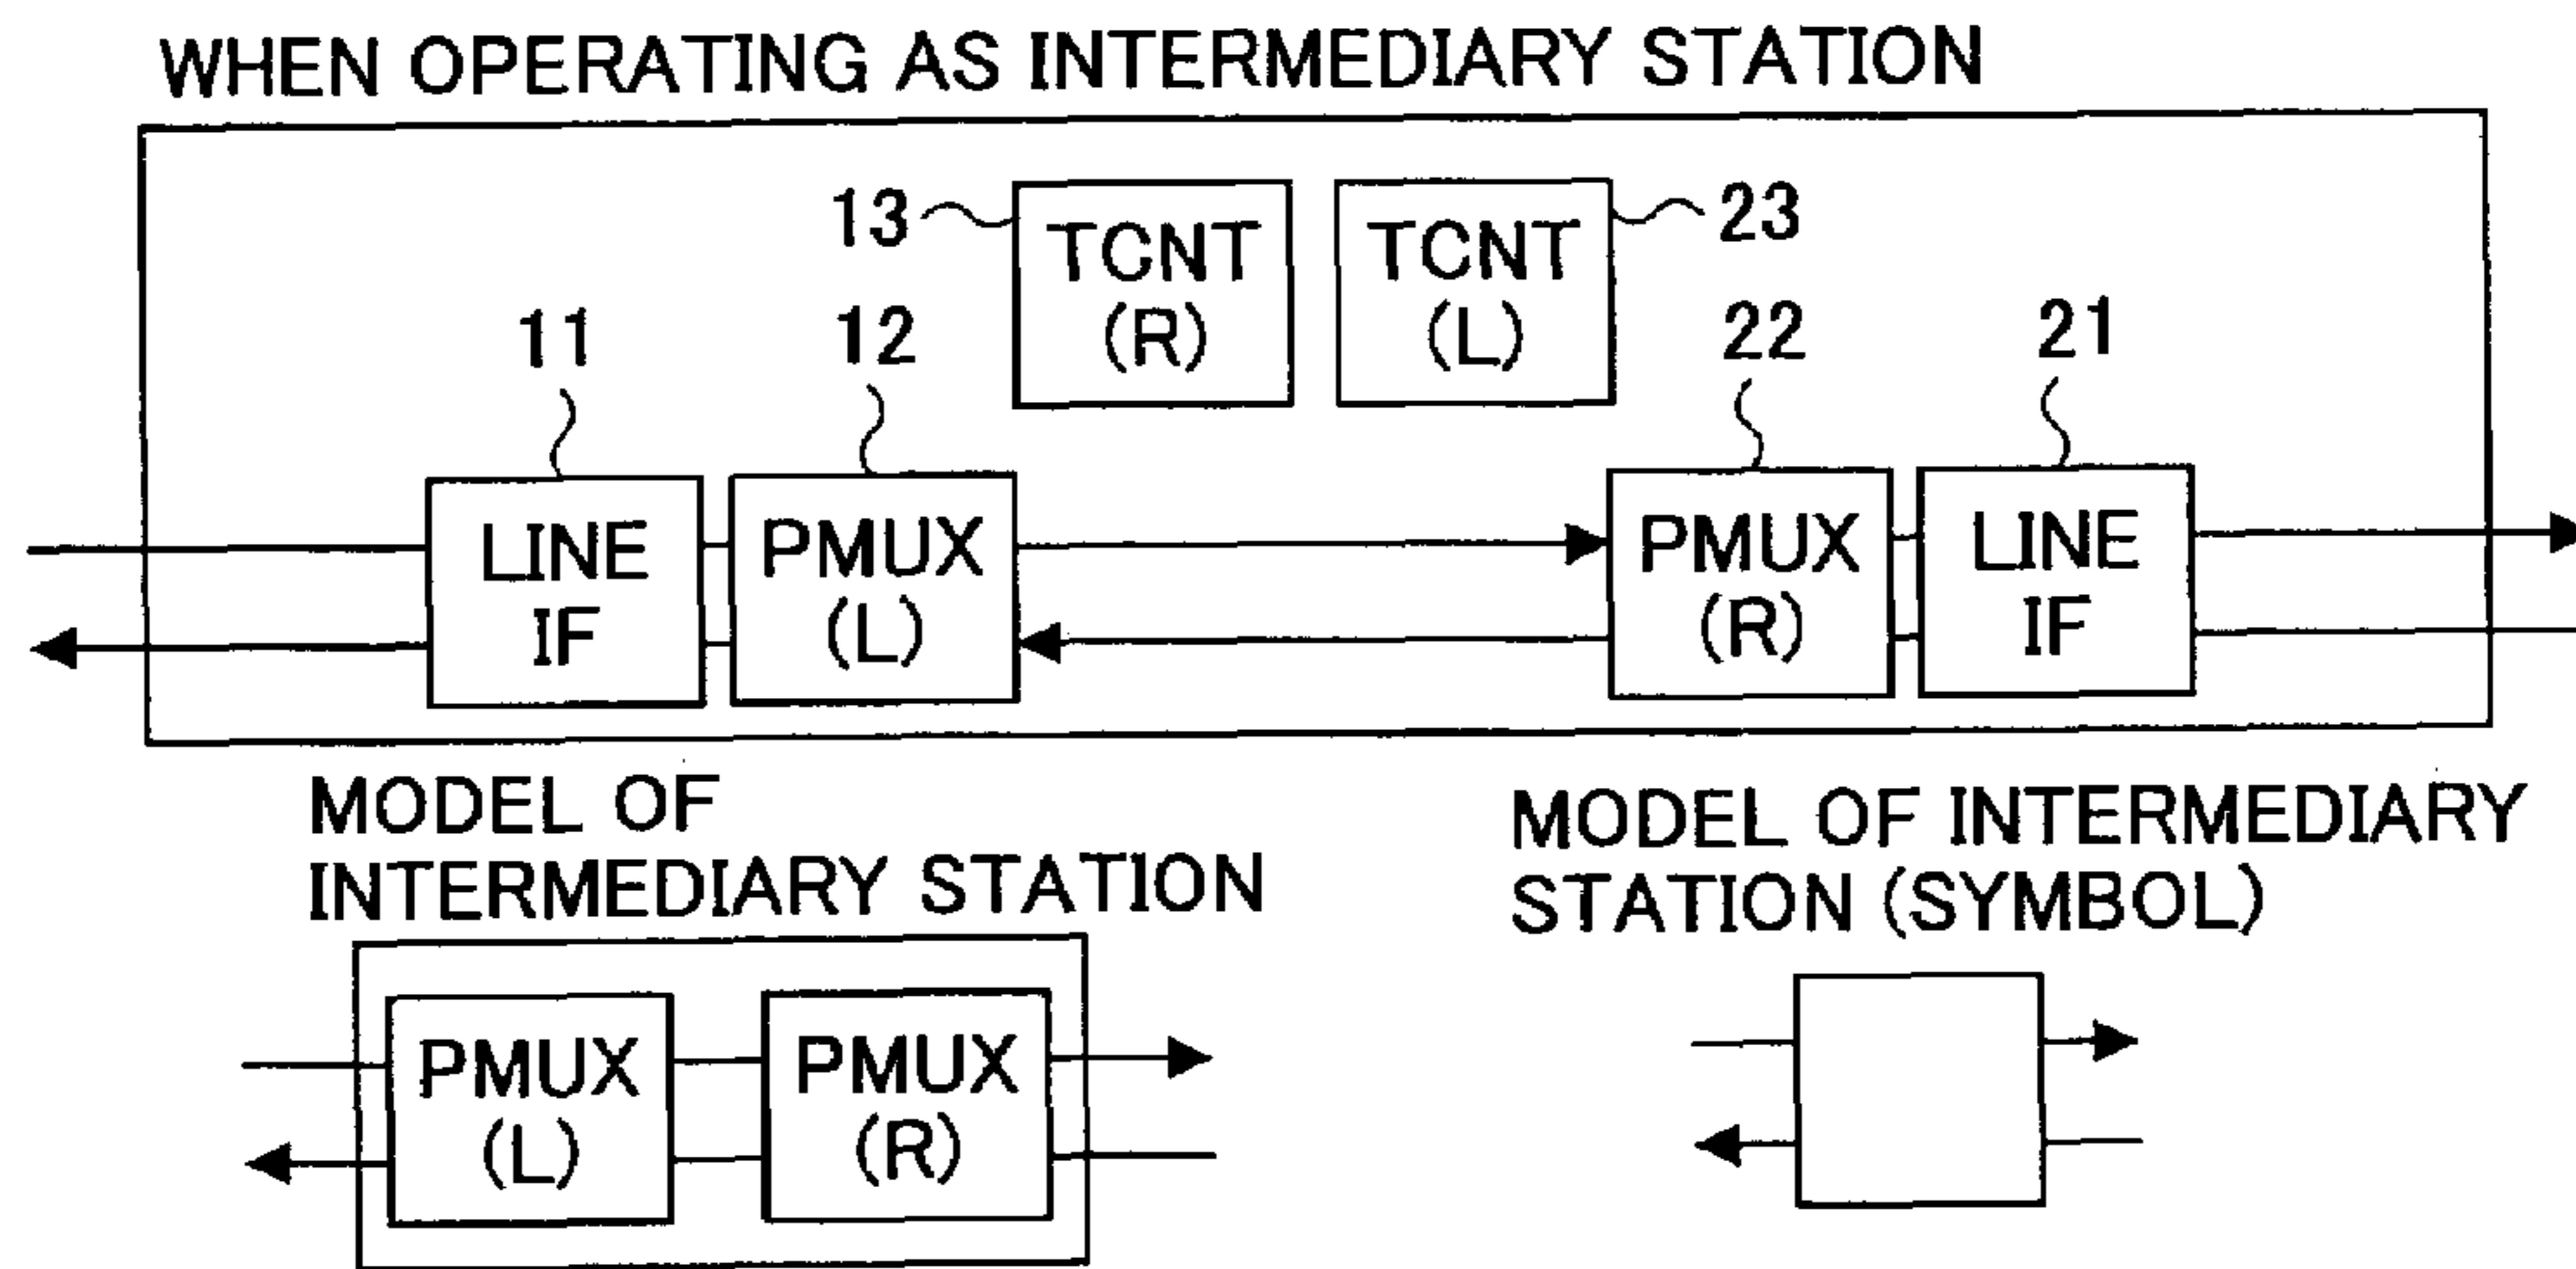 WHEN OPERATING AS INTERMEDIARY STATION
13
TCNT
(R)
TCNT
(L)
23
11
12
22
21
LINE
IF
PMUX
(L)
PMUX
(R)
LINE
IF
MODEL OF
INTERMEDIARY STATION
MODEL OF INTERMEDIARY
STATION (SYMBOL)
PMUX
(L)
PMUX
(R)